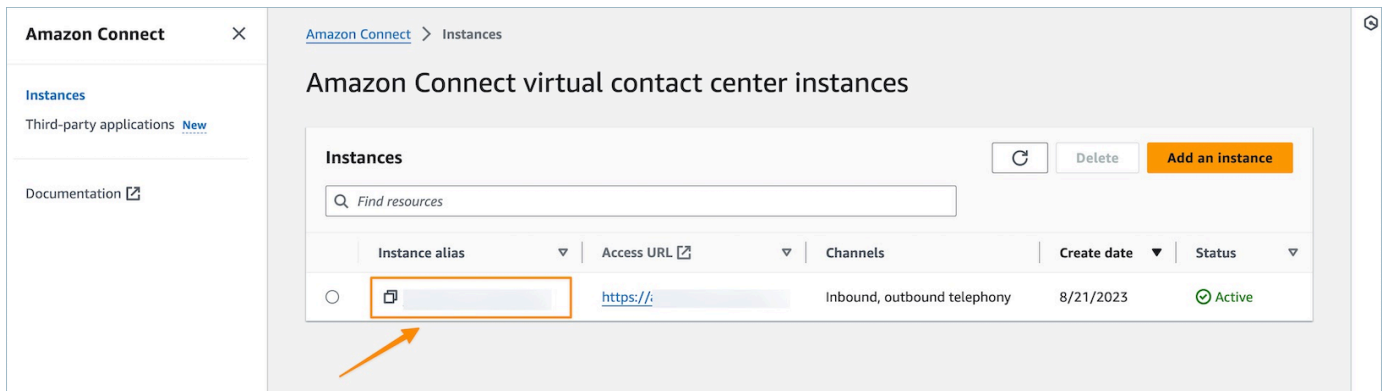 Amazon Connect
Instances
Third-party applications New
Documentation
Amazon Connect > Instances
Amazon Connect virtual contact center instances
Instances
Delete
Add an instance
Find resources
Instance alias
Access URL
Channels
Create date
Status
https://
Inbound, outbound telephony
8/21/2023
Active